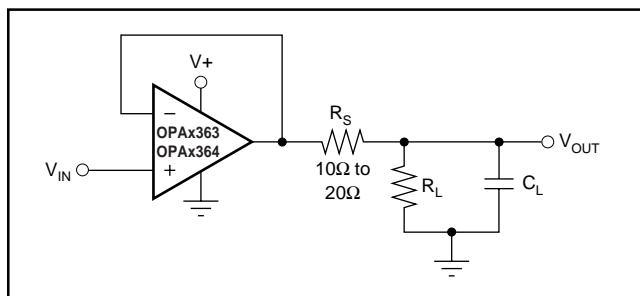 V+
OPAx363
OPAx364
−
+
V_IN
R_S
10Ω to
20Ω
R_L
C_L
V_OUT